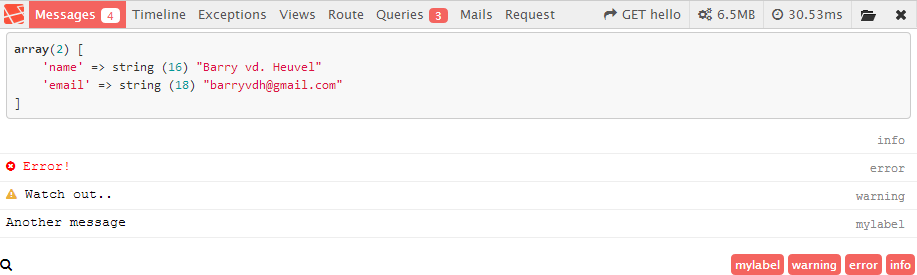 Messages 4 Timeline Exceptions Views Route Queries 3 Mails Request GET hello 6.5MB 30.53ms
array(2) [
    'name' => string (16) "Barry vd. Heuvel"
    'email' => string (18) "barryvdh@gmail.com"
]
info
Error! error
Watch out.. warning
Another message mylabel
mylabel warning error info